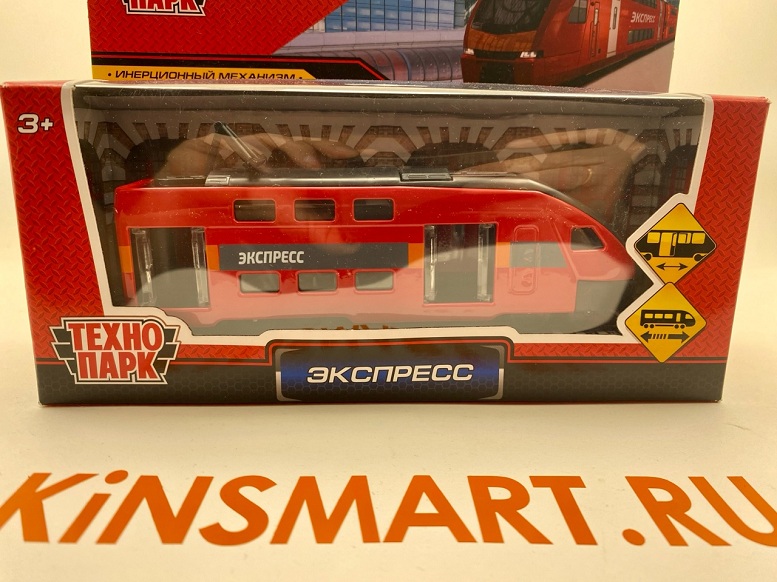 ПАРК
ЭКСПРЕСС
• ИНЕРЦИОННЫЙ МЕХАНИЗМ •
3+
ЭКСПРЕСС
ТЕХНО
ПАРК
ЭКСПРЕСС
KiNSMART.RU